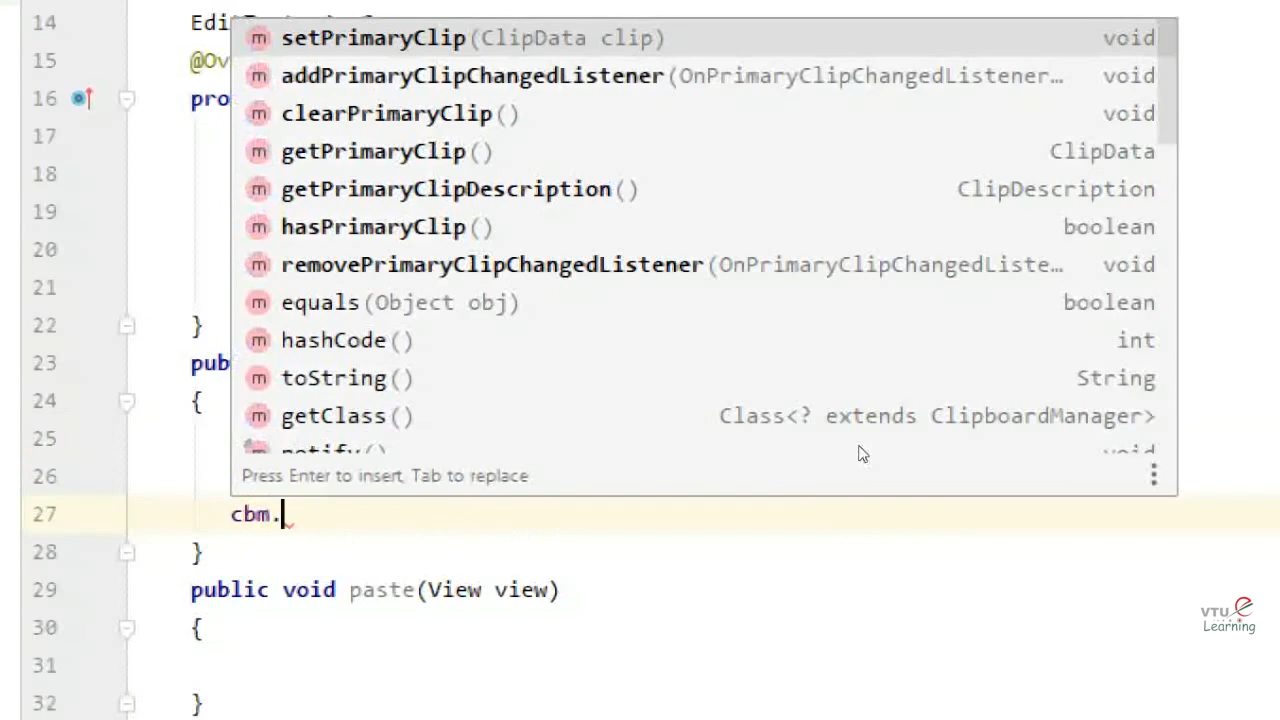 14 Edi
setPrimaryClip(ClipData clip) void
15 @Ov
addPrimaryClipChangedListener(OnPrimaryClipChangedListener… void
16 pro
clearPrimaryClip() void
17
getPrimaryClip() ClipData
18
getPrimaryClipDescription() ClipDescription
19
hasPrimaryClip() boolean
20
removePrimaryClipChangedListener(OnPrimaryClipChangedListe… void
21
equals(Object obj) boolean
22 }
hashCode() int
23 pub
toString() String
24 {
getClass() Class<? extends ClipboardManager>
25
notify() void
26
Press Enter to insert, Tab to replace
27 cbm.
28 }
29 public void paste(View view)
30 {
31
32 }
VTU
Learning